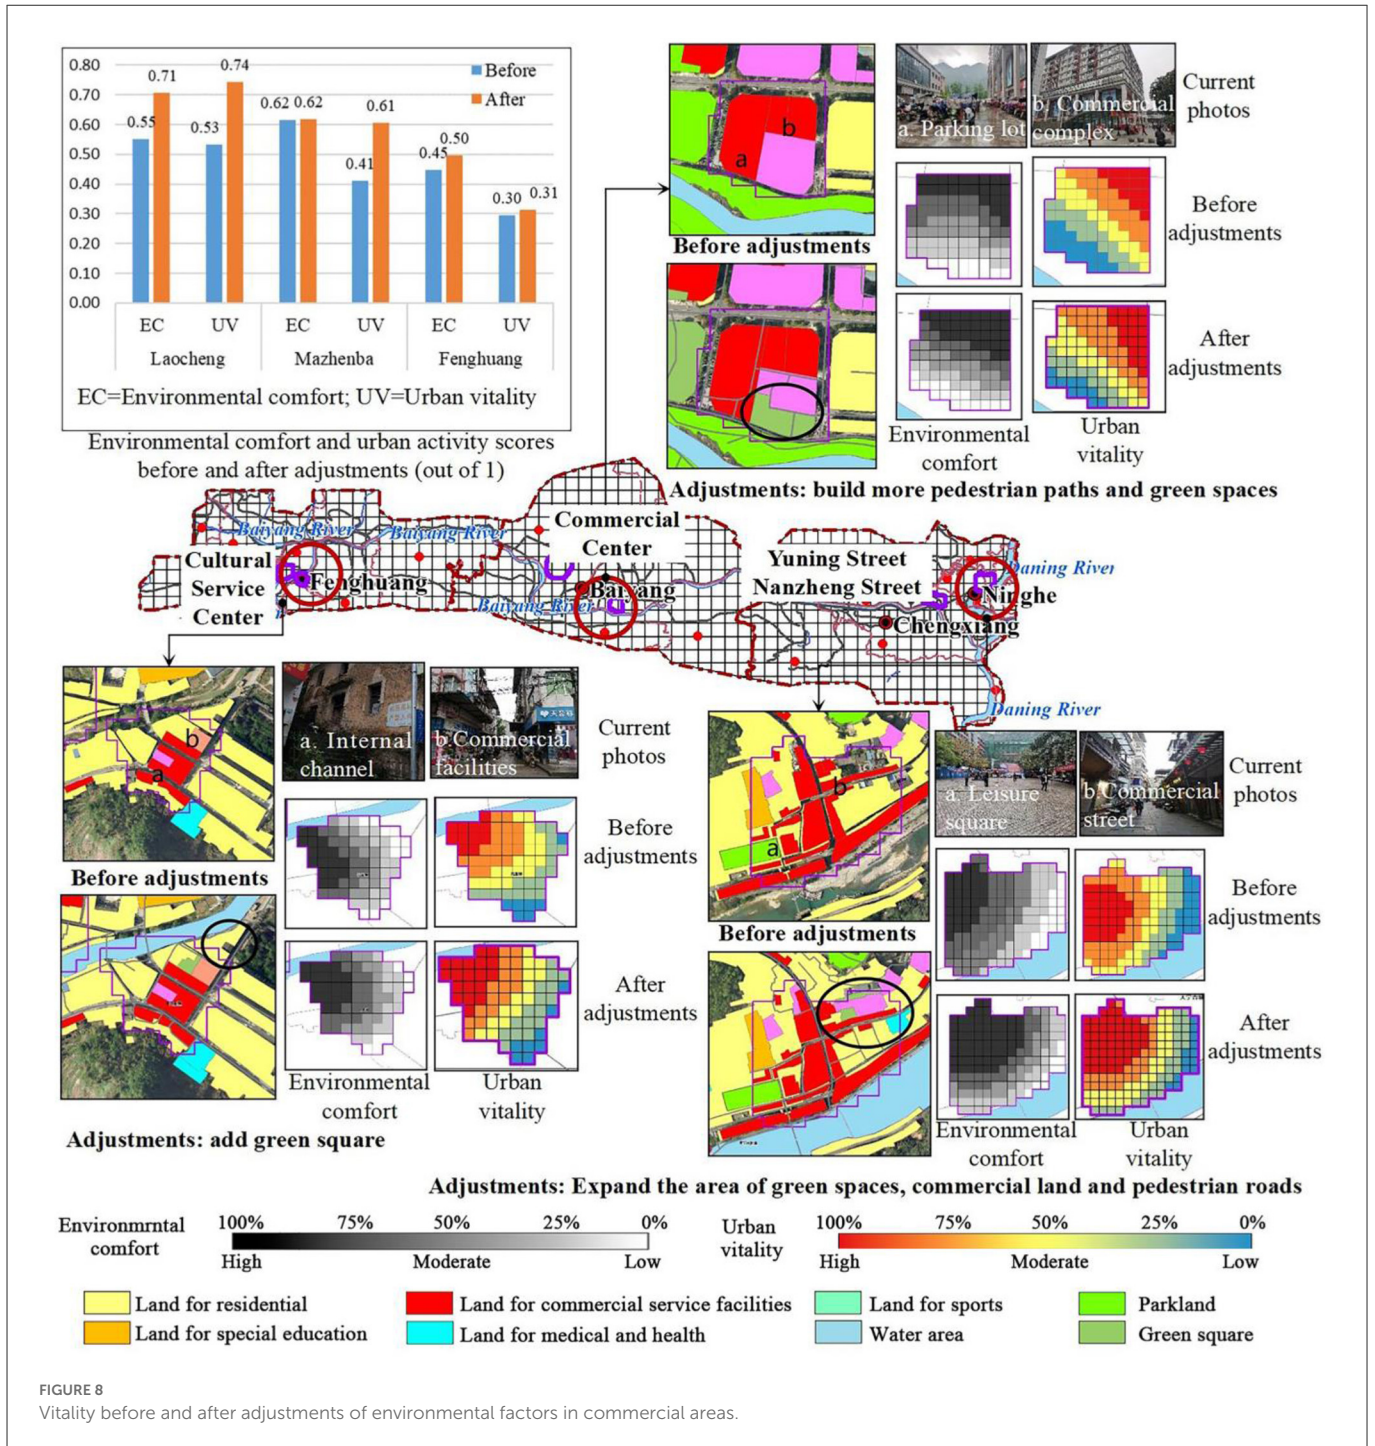 0.80
0.70
0.60
0.50
0.40
0.30
0.20
0.10
0.00
0.55
0.71
0.53
0.74
0.62
0.62
0.41
0.61
0.45
0.50
0.30
0.31
Before
After
EC
UV
EC
UV
EC
UV
Laocheng
Mazhenba
Fenghuang
EC=Environmental comfort; UV=Urban vitality
Environmental comfort and urban activity scores
before and after adjustments (out of 1)
a
b
Before adjustments
a. Parking lot
b. Commercial
complex
Current
photos
Before
adjustments
After
adjustments
Environmental
comfort
Urban
vitality
Adjustments: build more pedestrian paths and green spaces
Baiyang River
Baiyang River
Baiyang River
Cultural
Service
Center
Fenghuang
Commercial
Center
Baiyang
Yuning Street
Nanzheng Street
Daning River
Ninghe
Chengxiang
Daning River
b
a
Before adjustments
a. Internal
channel
b.Commercial
facilities
Current
photos
Before
adjustments
After
adjustments
Environmental
comfort
Urban
vitality
Adjustments: add green square
b
a
Before adjustments
a. Leisure
square
b.Commercial
street
Current
photos
Before
adjustments
After
adjustments
Environmental
comfort
Urban
vitality
Adjustments: Expand the area of green spaces, commercial land and pedestrian roads
Environmrntal
comfort
100%
75%
50%
25%
0%
High
Moderate
Low
Urban
vitality
100%
75%
50%
25%
0%
High
Moderate
Low
Land for residential
Land for commercial service facilities
Land for sports
Parkland
Land for special education
Land for medical and health
Water area
Green square
FIGURE 8
Vitality before and after adjustments of environmental factors in commercial areas.